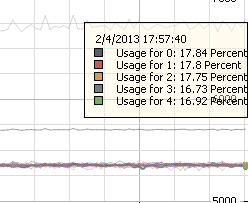 2/4/2013 17:57:40
Usage for 0: 17.84 Percent
Usage for 1: 17.8 Percent
Usage for 2: 17.75 Percent
Usage for 3: 16.73 Percent
Usage for 4: 16.92 Percent
5000